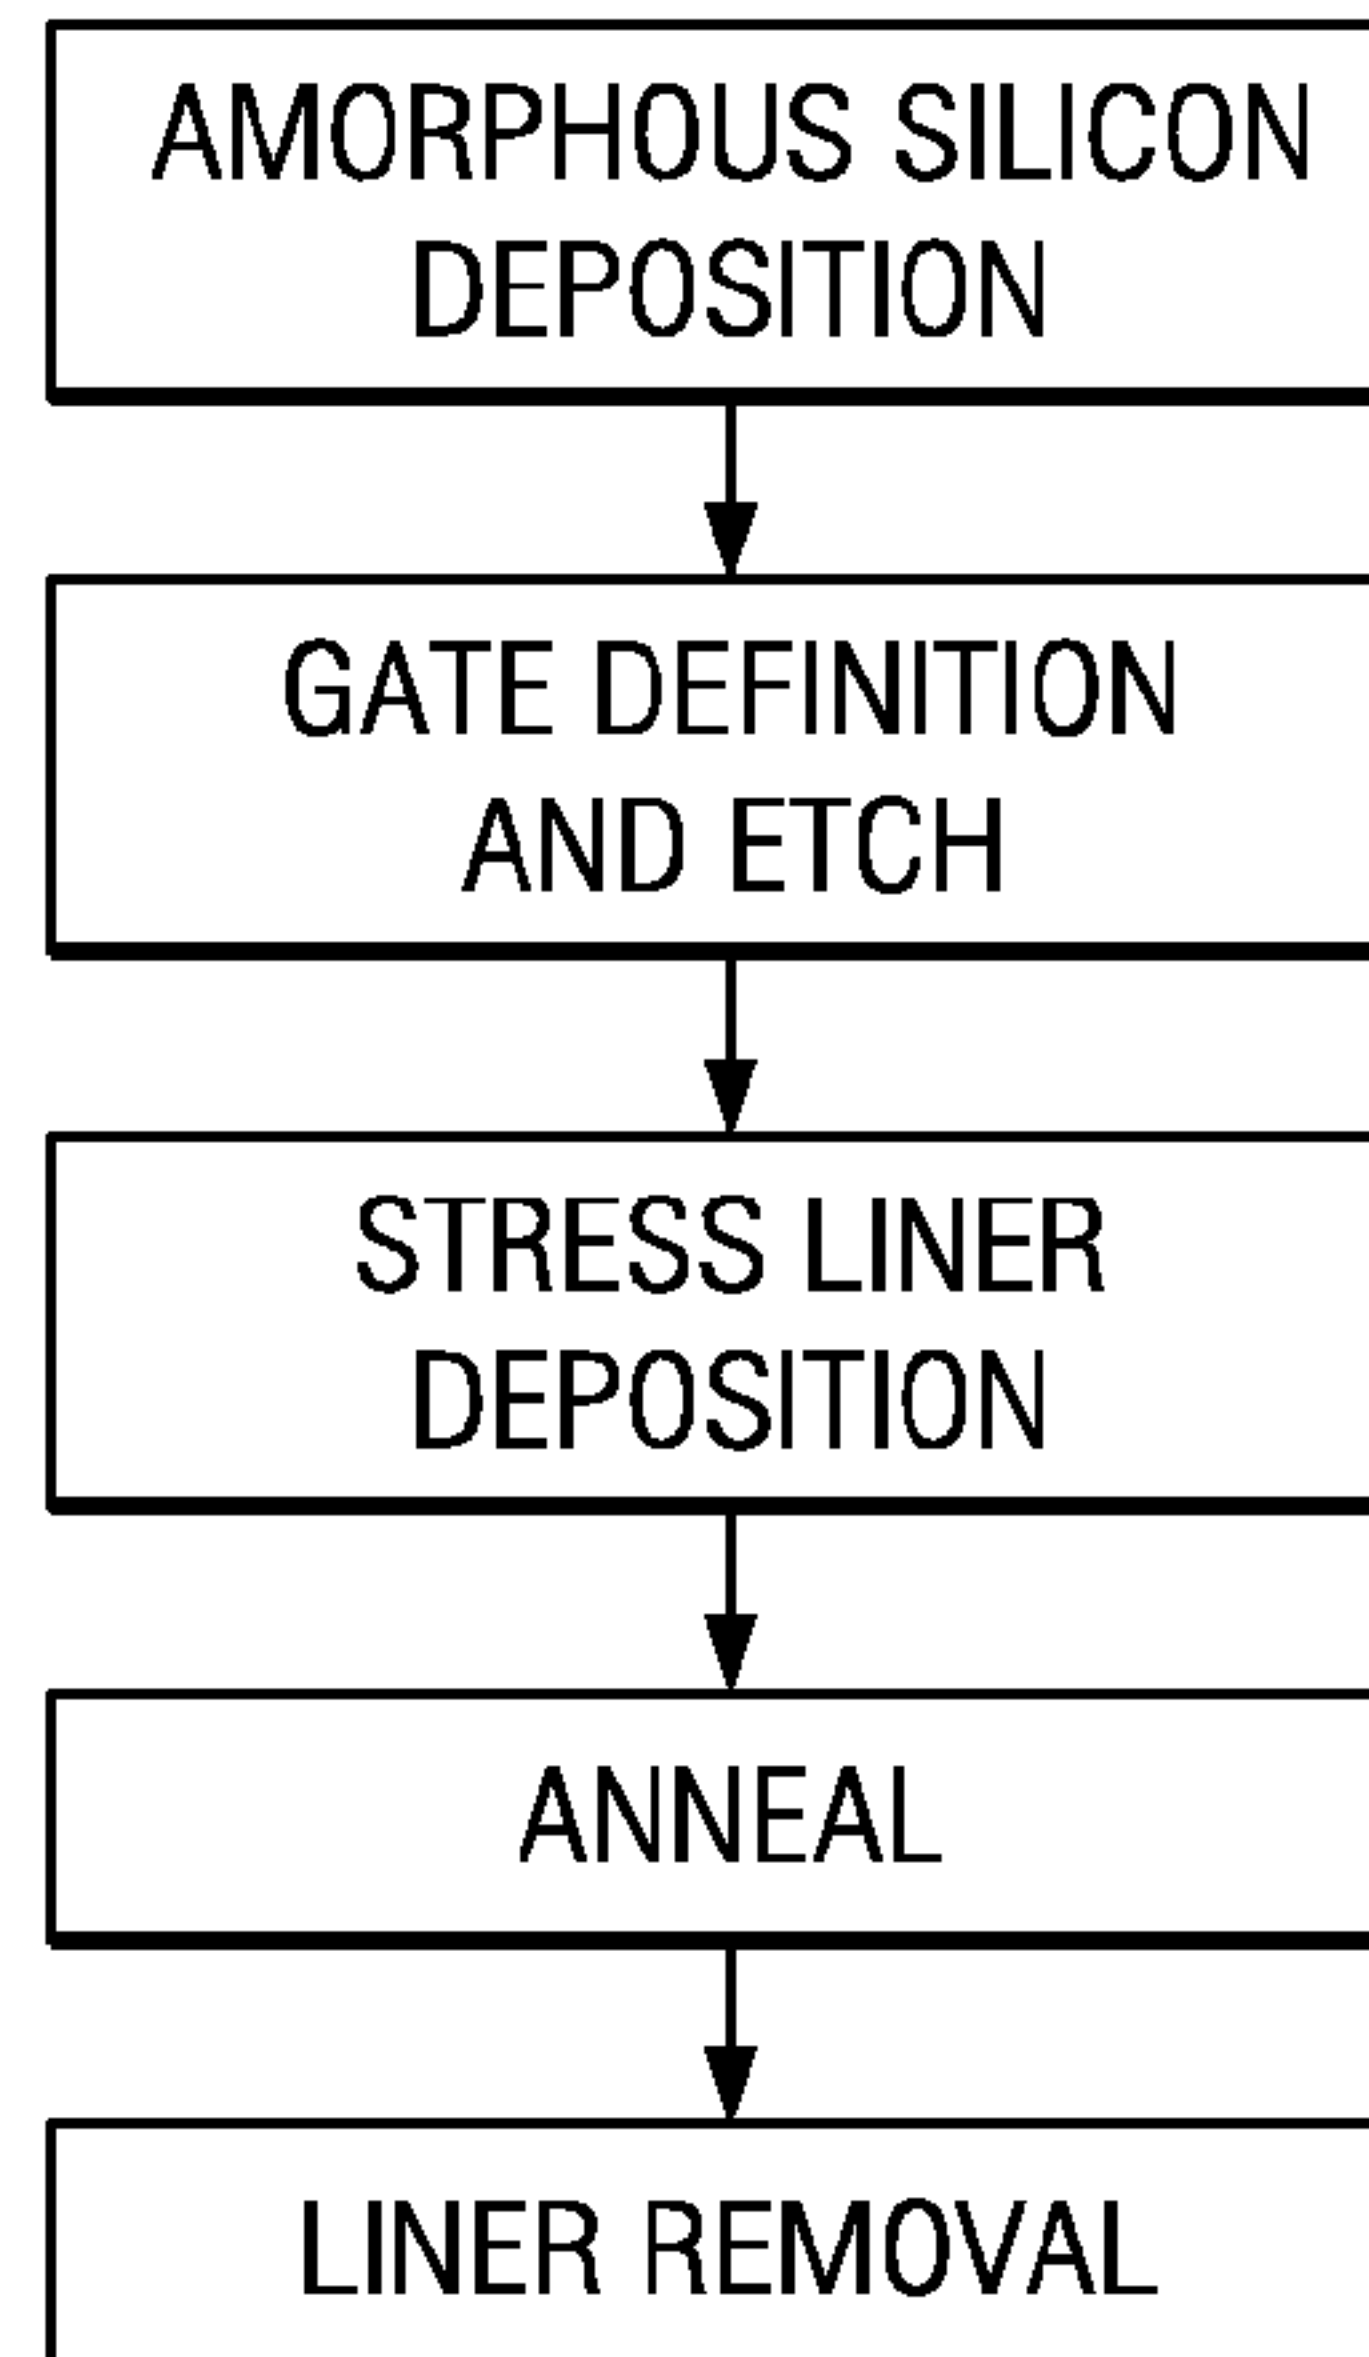 AMORPHOUS SILICON
DEPOSITION
GATE DEFINITION
AND ETCH
STRESS LINER
DEPOSITION
ANNEAL
LINER REMOVAL